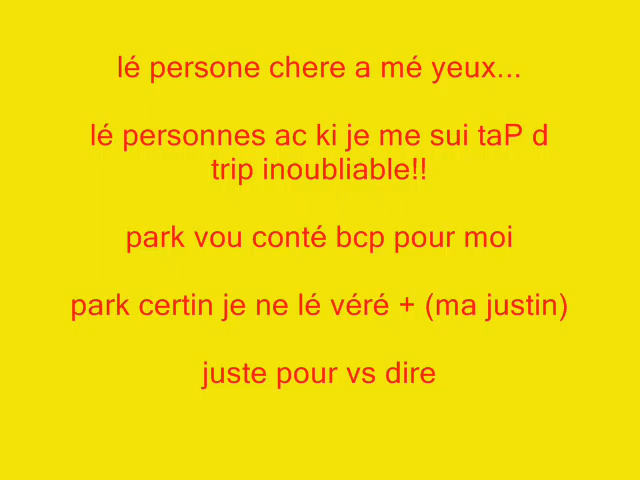 lé persone chere a mé yeux...
lé personnes ac ki je me sui taP d
trip inoubliable!!
park vou conté bcp pour moi
park certin je ne lé véré + (ma justin)
juste pour vs dire